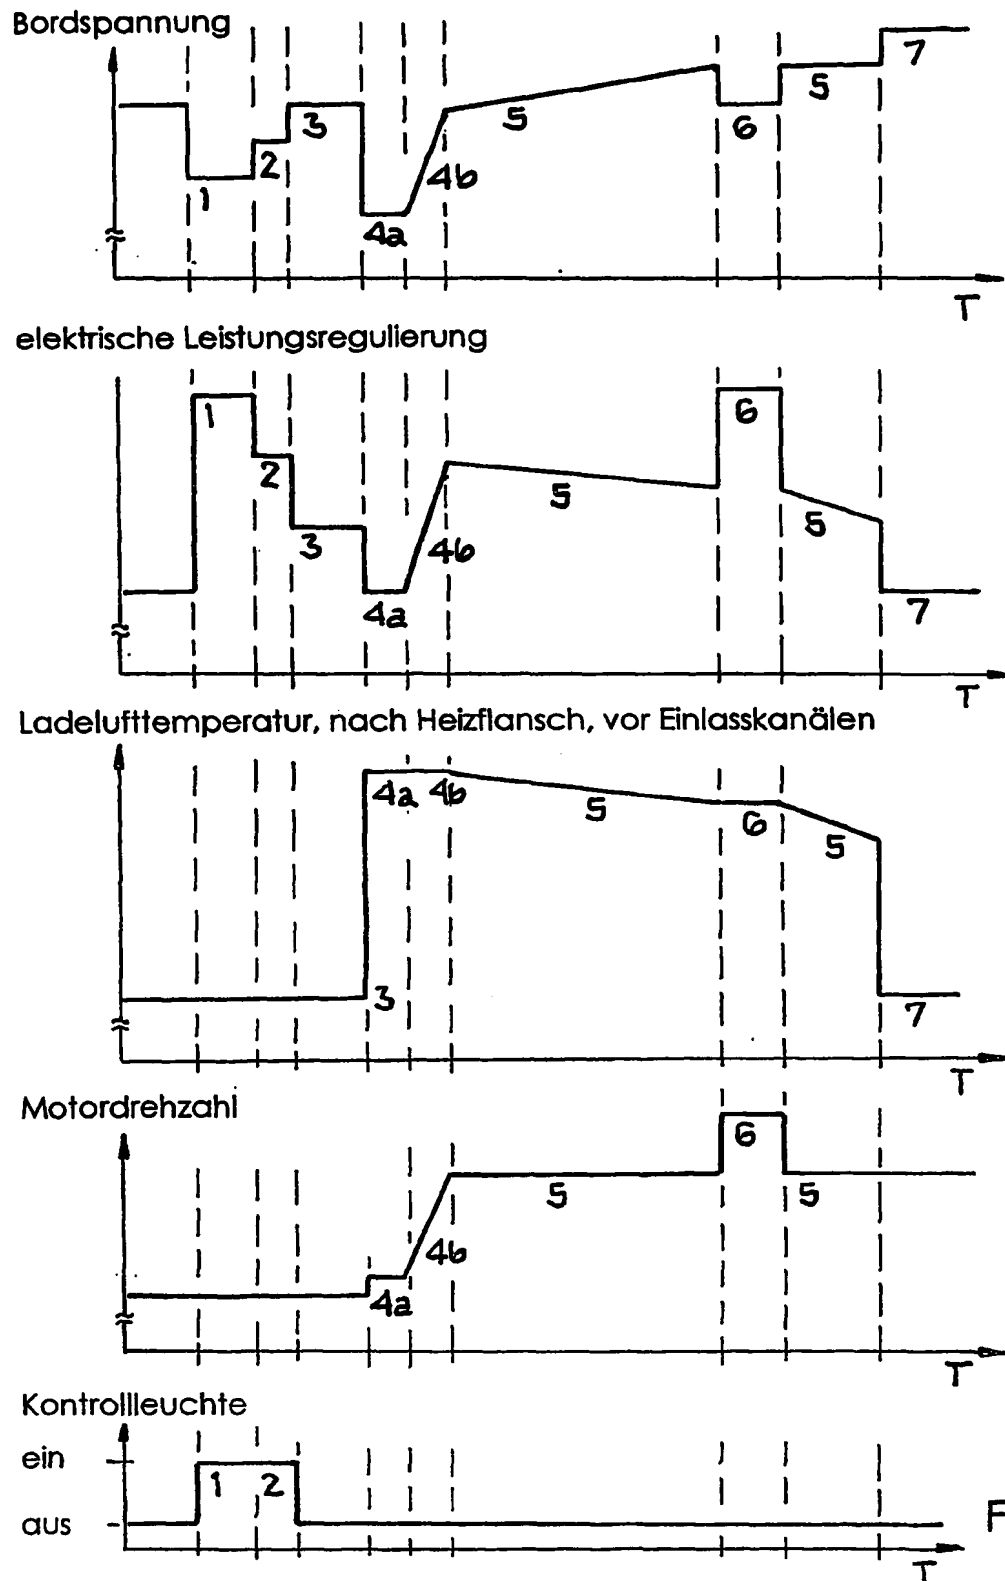 Bordspannung
7
3
5
5
2
6
1
4b
4a
T
elektrische Leistungsregulierung
1
6
2
5
5
3
4b
4a
7
T
Ladelufttemperatur, nach Heizflansch, vor Einlasskanälen
4a 4b
5
6
5
3
7
T
Motordrehzahl
6
5
5
4b
4a
T
Kontrollleuchte
ein
1 2
aus
F
T